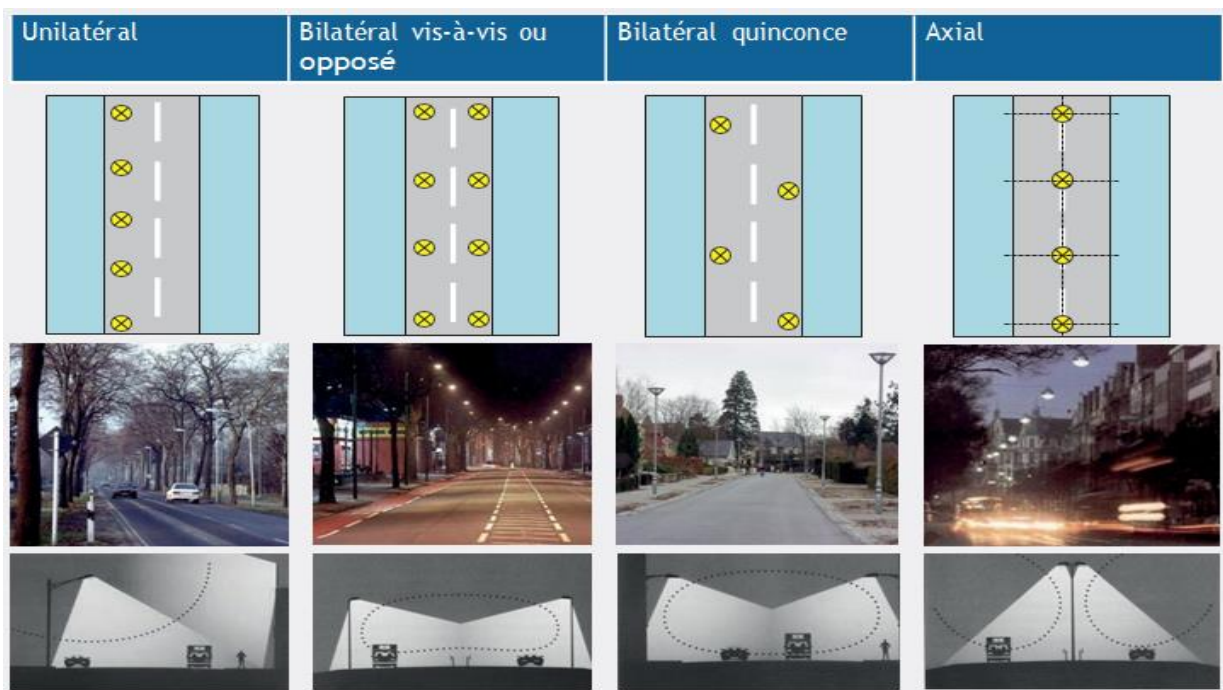 Unilatéral
Bilatéral vis-à-vis ou
opposé
Bilatéral quinconce
Axial